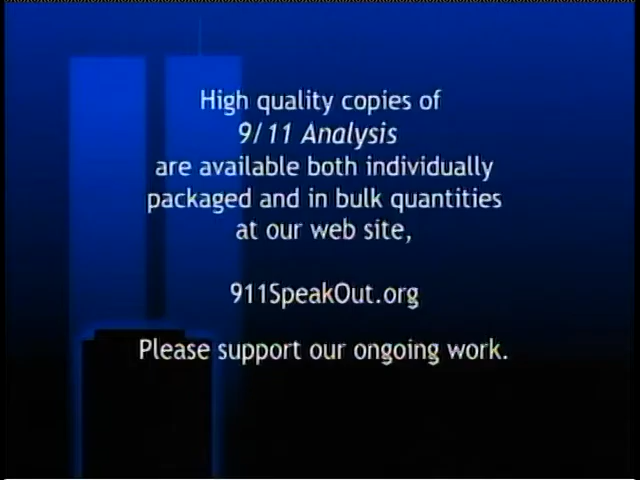 High quality copies of
9/11 Analysis
are available both individually
packaged and in bulk quantities
at our web site,
911SpeakOut.org
Please support our ongoing work.